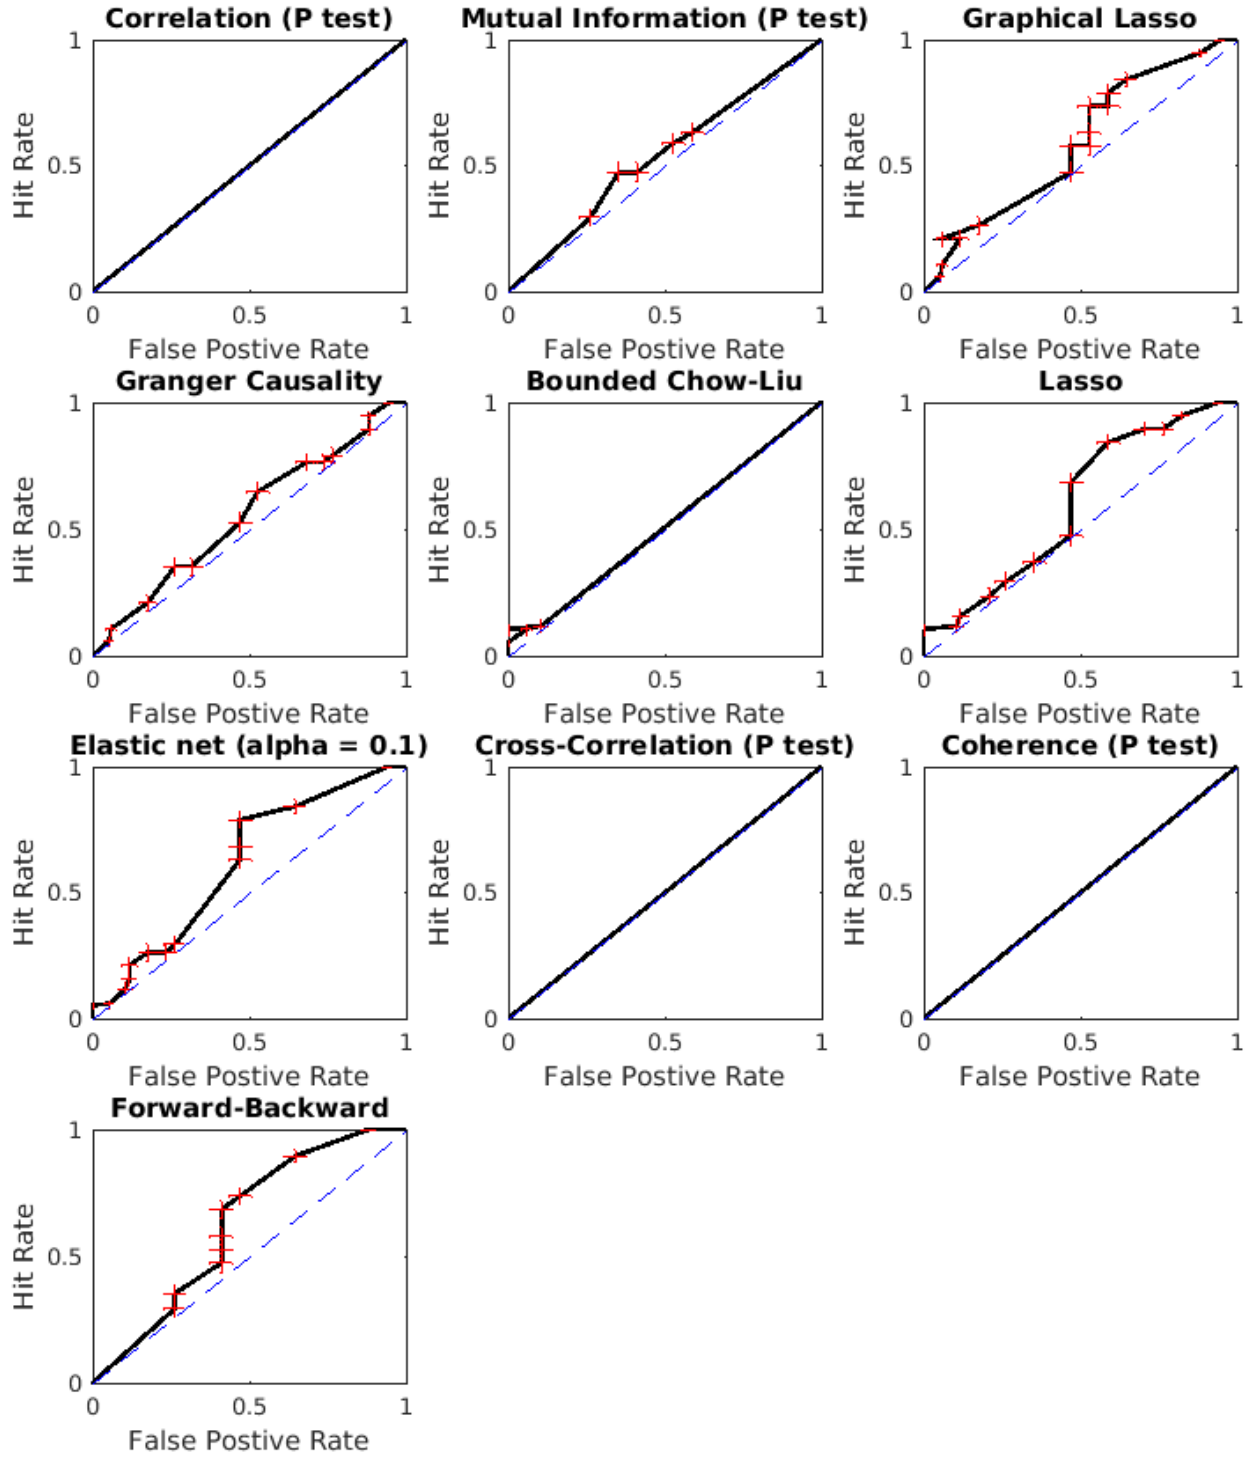 Correlation (P test)
1
0.5
0
0
0.5
1
Hit Rate
False Postive Rate
Mutual Information (P test)
1
0.5
0
0
0.5
1
Hit Rate
False Postive Rate
Graphical Lasso
1
0.5
0
0
0.5
1
Hit Rate
False Postive Rate
Granger Causality
1
0.5
0
0
0.5
1
Hit Rate
False Postive Rate
Bounded Chow-Liu
1
0.5
0
0
0.5
1
Hit Rate
False Postive Rate
Lasso
1
0.5
0
0
0.5
1
Hit Rate
False Postive Rate
Elastic net (alpha = 0.1)
1
0.5
0
0
0.5
1
Hit Rate
False Postive Rate
Cross-Correlation (P test)
1
0.5
0
0
0.5
1
Hit Rate
False Postive Rate
Coherence (P test)
1
0.5
0
0
0.5
1
Hit Rate
False Postive Rate
Forward-Backward
1
0.5
0
0
0.5
1
Hit Rate
False Postive Rate